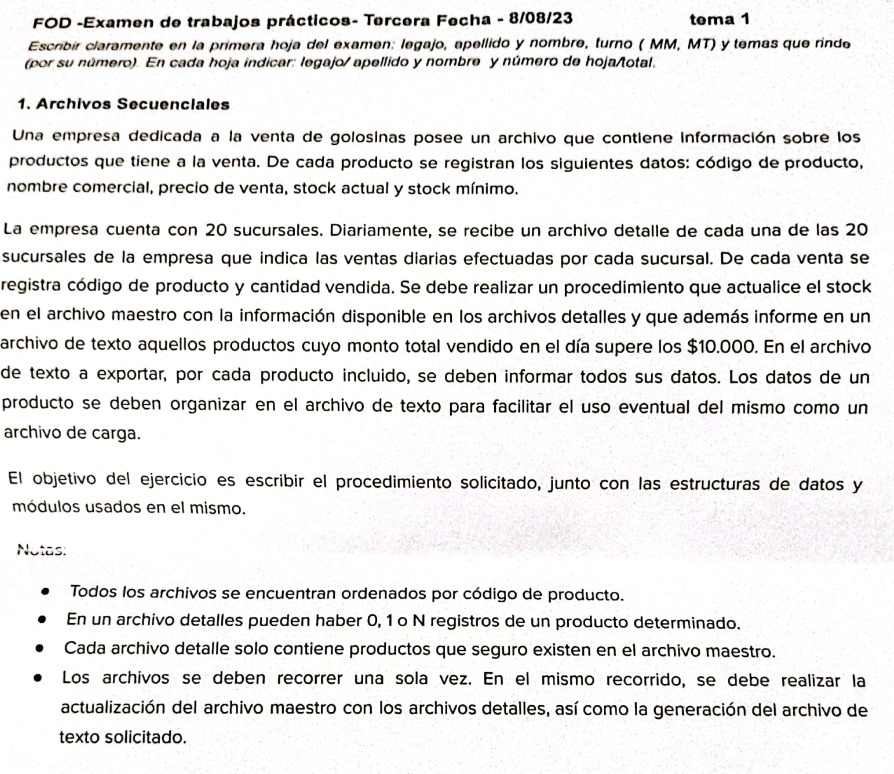 FOD -Examen de trabajos prácticos- Tercera Fecha - 8/08/23 tema 1
Escribir claramente en la primera hoja del examen: legajo, apellido y nombre, turno ( MM, MT) y temas que rinde
(por su número) En cada hoja indicar: legajo/ apellido y nombre y número de hoja/total.
1. Archivos Secuenciales
Una empresa dedicada a la venta de golosinas posee un archivo que contiene información sobre los
productos que tiene a la venta. De cada producto se registran los siguientes datos: código de producto,
nombre comercial, precio de venta, stock actual y stock mínimo.
La empresa cuenta con 20 sucursales. Diariamente, se recibe un archivo detalle de cada una de las 20
sucursales de la empresa que indica las ventas diarias efectuadas por cada sucursal. De cada venta se
registra código de producto y cantidad vendida. Se debe realizar un procedimiento que actualice el stock
en el archivo maestro con la información disponible en los archivos detalles y que además informe en un
archivo de texto aquellos productos cuyo monto total vendido en el día supere los $10.000. En el archivo
de texto a exportar, por cada producto incluido, se deben informar todos sus datos. Los datos de un
producto se deben organizar en el archivo de texto para facilitar el uso eventual del mismo como un
archivo de carga.
El objetivo del ejercicio es escribir el procedimiento solicitado, junto con las estructuras de datos y
módulos usados en el mismo.
Notas:
• Todos los archivos se encuentran ordenados por código de producto.
• En un archivo detalles pueden haber 0, 1 o N registros de un producto determinado.
• Cada archivo detalle solo contiene productos que seguro existen en el archivo maestro.
• Los archivos se deben recorrer una sola vez. En el mismo recorrido, se debe realizar la
actualización del archivo maestro con los archivos detalles, así como la generación del archivo de
texto solicitado.